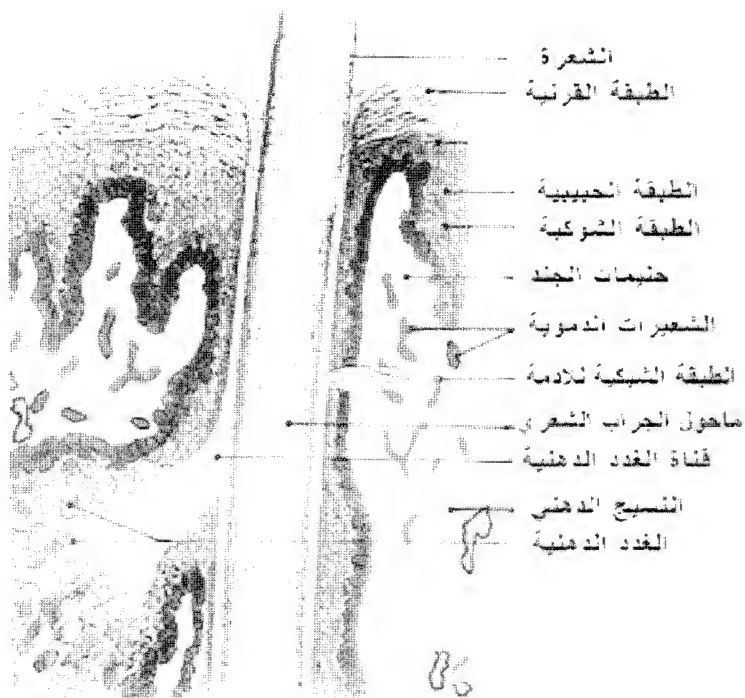 الشعرة
الطبقة القرنية
الطبقة الحبيبية
الطبقة الشوكية
حليمات الجلد
الشعيرات الدموية
الطبقة الشبكية للادمة
ماحول الجراب الشعري
قناة الغدد الدهنية
النسيج الدهني
الغدد الدهنية